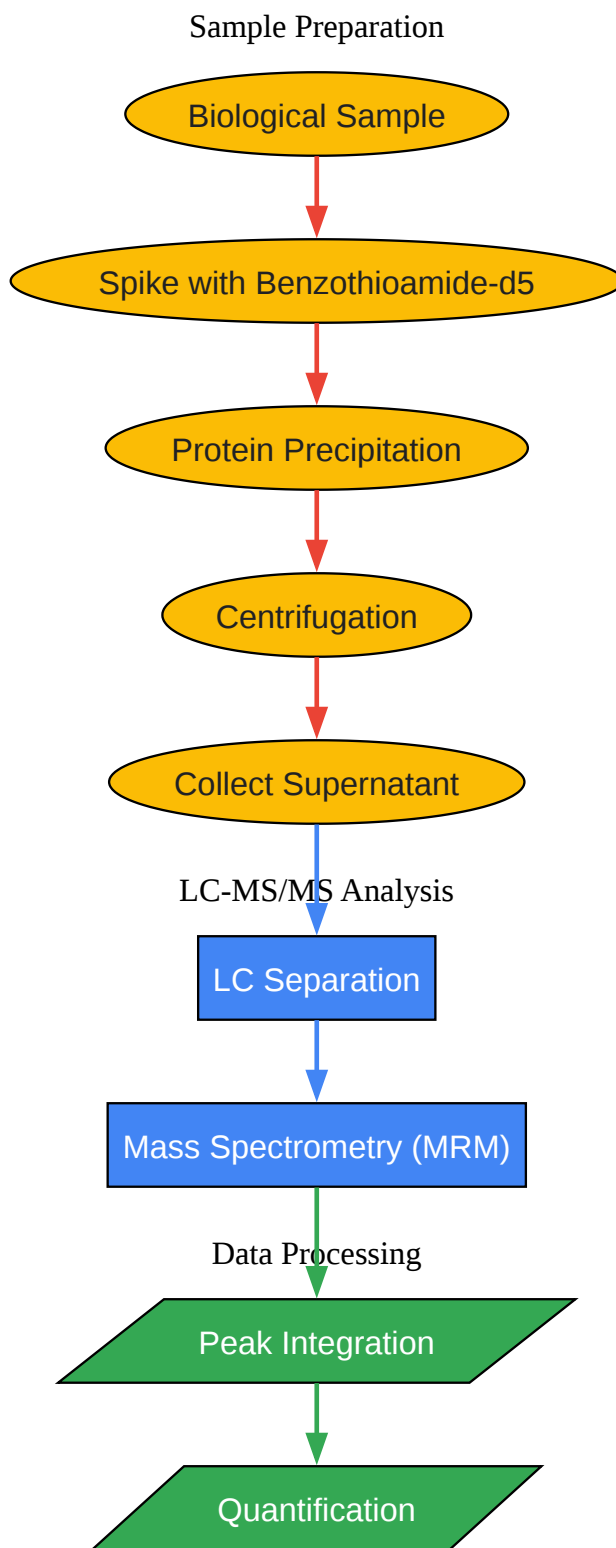 Sample Preparation
Biological Sample
Spike with Benzothioamide-d5
Protein Precipitation
Centrifugation
Collect Supernatant
LC-MS/MS Analysis
LC Separation
Mass Spectrometry (MRM)
Data Processing
Peak Integration
Quantification